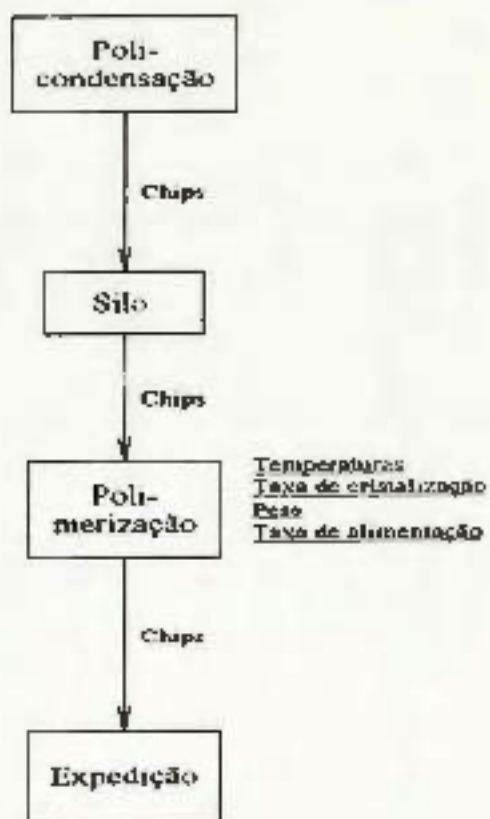 Poli-
condensação
Chips
Silo
Chips
Poli-
merização
Temperaturas
Taxa de cristalização
Peso
Taxa de alimentação
Chips
Expedição